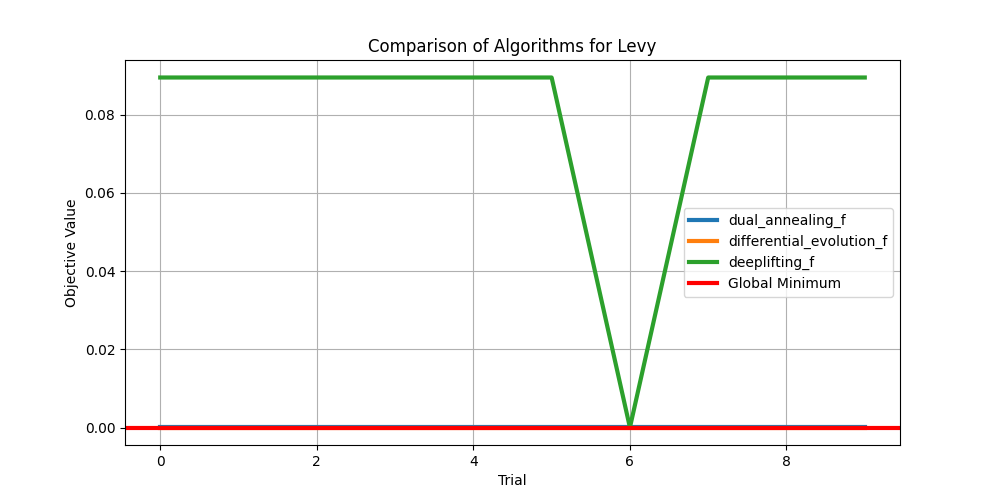 Comparison of Algorithms for Levy
Objective Value
0.08
0.06
0.04
0.02
0.00
0
2
4
6
8
Trial
dual_annealing_f
differential_evolution_f
deeplifting_f
Global Minimum